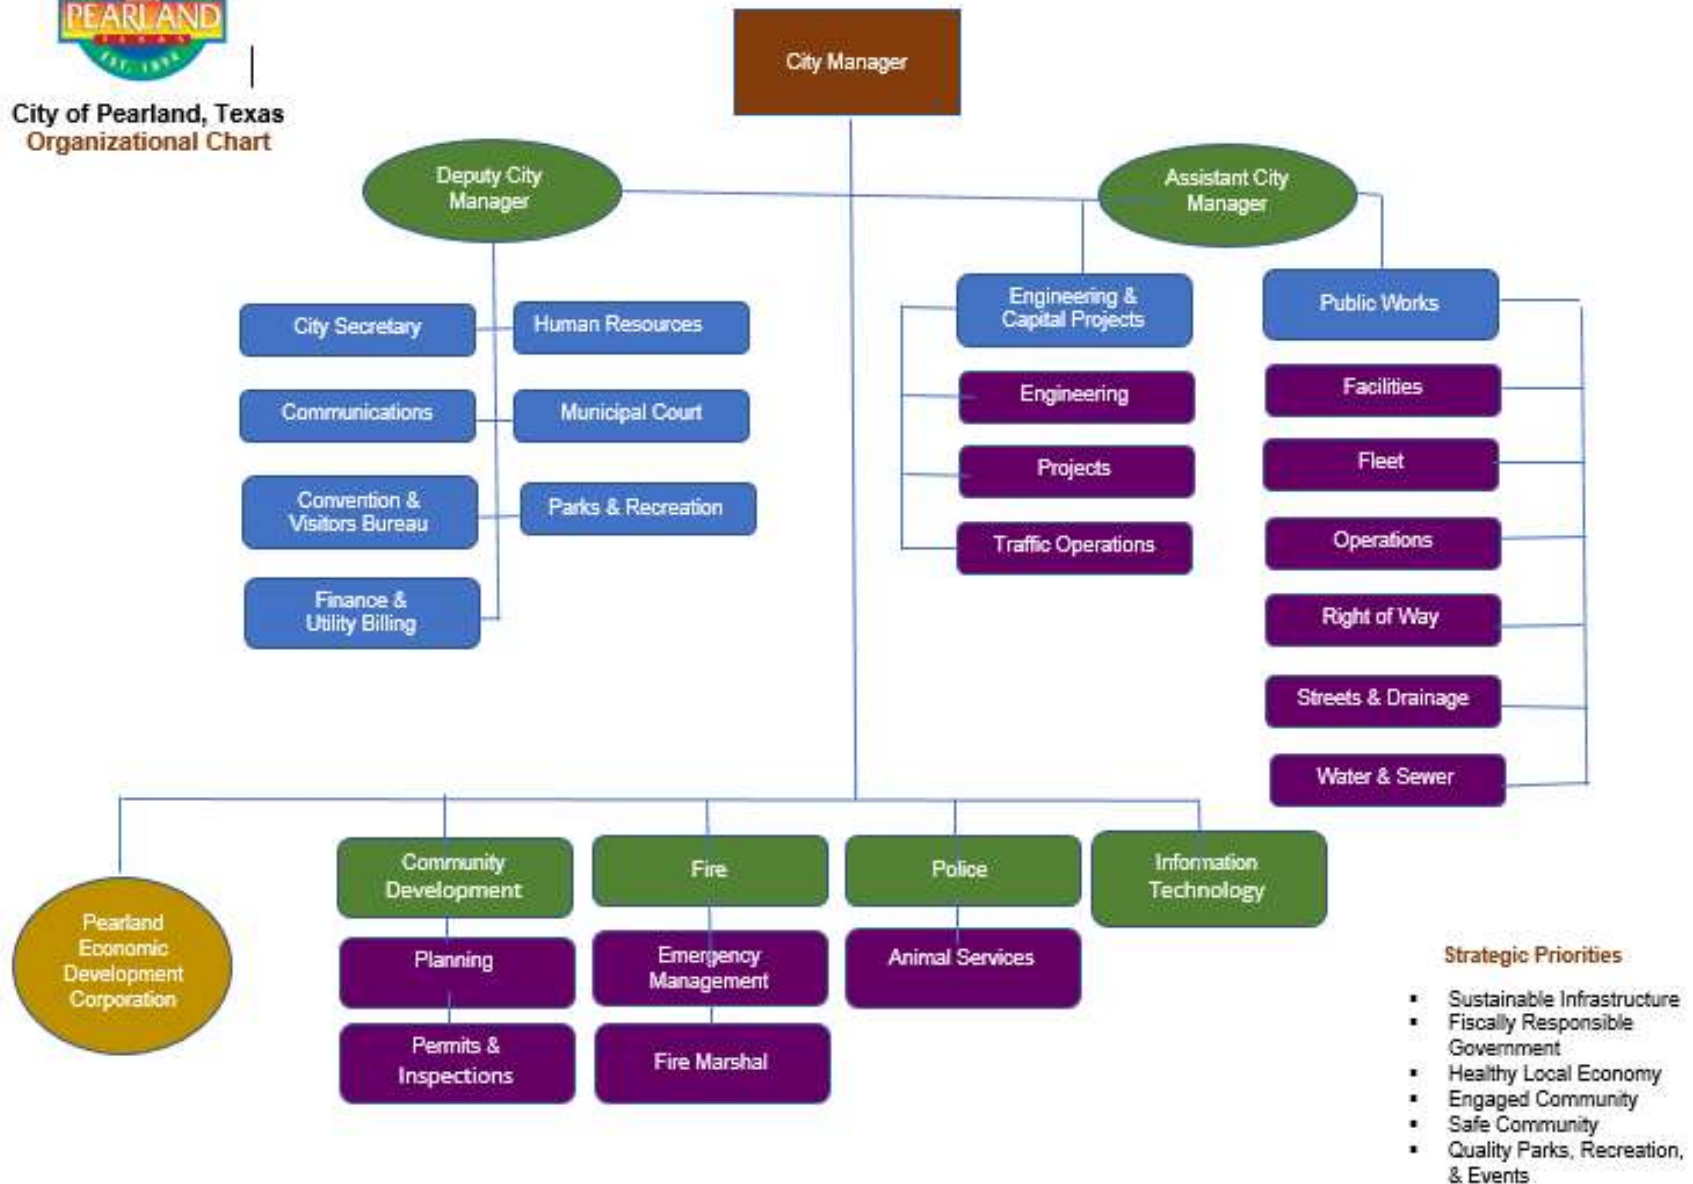 PEARLAND
TEXAS
EST. 1894
City of Pearland, Texas
Organizational Chart
City Manager
Deputy City
Manager
Assistant City
Manager
City Secretary
Human Resources
Communications
Municipal Court
Convention &
Visitors Bureau
Parks & Recreation
Finance &
Utility Billing
Engineering &
Capital Projects
Engineering
Projects
Traffic Operations
Public Works
Facilities
Fleet
Operations
Right of Way
Streets & Drainage
Water & Sewer
Pearland
Economic
Development
Corporation
Community
Development
Planning
Permits &
Inspections
Fire
Emergency
Management
Fire Marshal
Police
Animal Services
Information
Technology
Strategic Priorities
▪ Sustainable Infrastructure
▪ Fiscally Responsible
Government
▪ Healthy Local Economy
▪ Engaged Community
▪ Safe Community
▪ Quality Parks, Recreation,
& Events